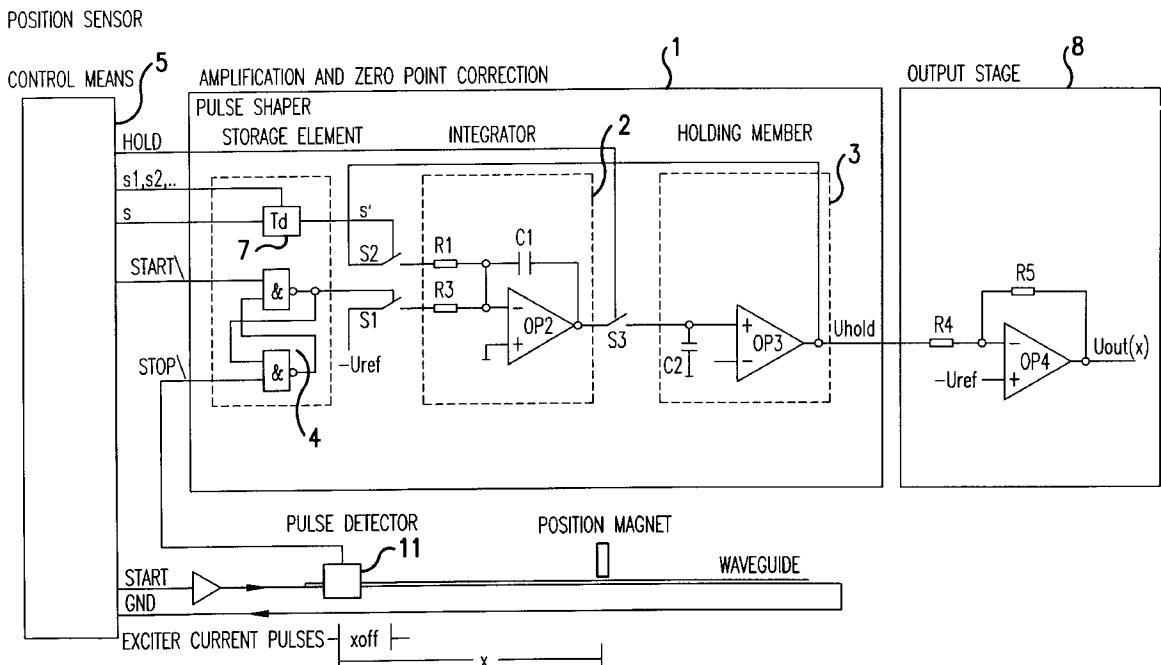 POSITION SENSOR
CONTROL MEANS
5
AMPLIFICATION AND ZERO POINT CORRECTION
1
OUTPUT STAGE
8
PULSE SHAPER
STORAGE ELEMENT
INTEGRATOR
2
HOLDING MEMBER
3
HOLD
s1,s2,..
s
Td
7
s'
S2
R1
C1
START\
&
S1
R3
-
OP2
+
S3
-Uref
STOP\
&
4
C2
+
OP3
-
Uhold
R4
R5
-
OP4
+
-Uref
Uout(x)
PULSE DETECTOR
11
POSITION MAGNET
WAVEGUIDE
START
GND
EXCITER CURRENT PULSES
xoff
x